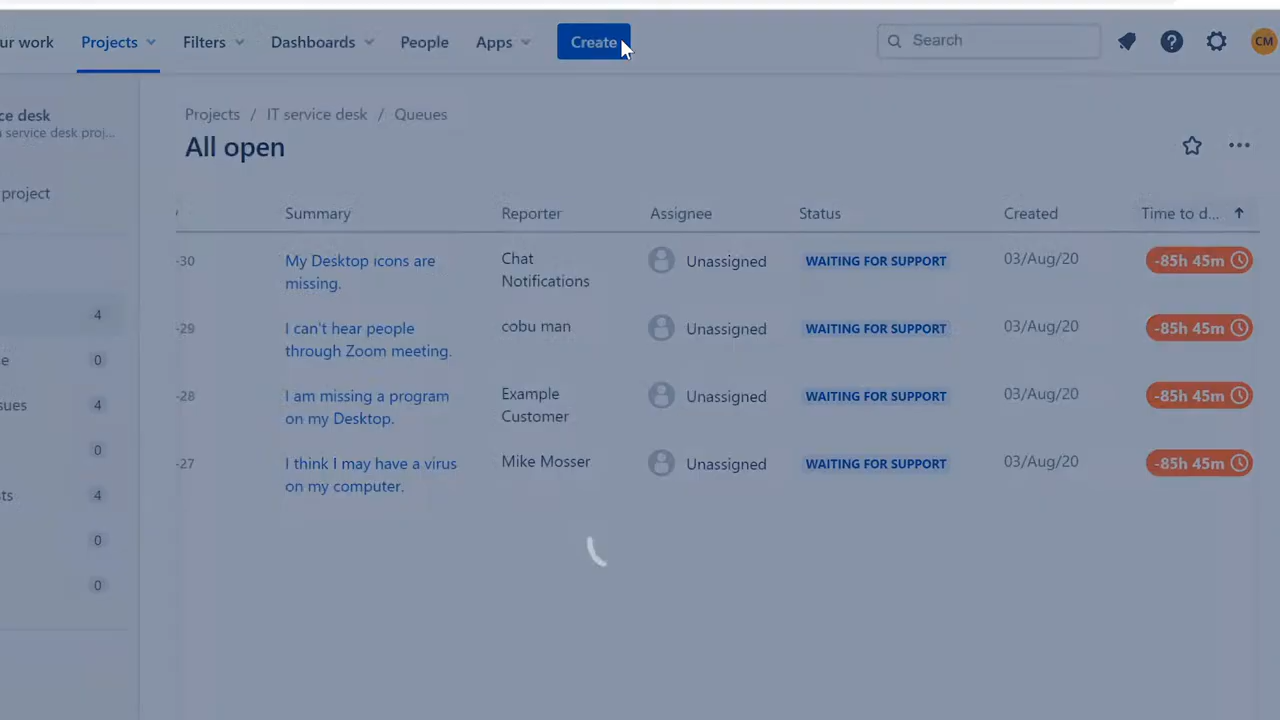 ur work Projects Filters Dashboards People Apps Create Search CM
ce desk
a service desk proj...
project
4
e 0
sues 4
0
ts 4
0
0
Projects / IT service desk / Queues
All open
Summary Reporter Assignee Status Created Time to d...
-30 My Desktop icons are missing. Chat Notifications Unassigned WAITING FOR SUPPORT 03/Aug/20 -85h 45m
-29 I can't hear people through Zoom meeting. cobu man Unassigned WAITING FOR SUPPORT 03/Aug/20 -85h 45m
-28 I am missing a program on my Desktop. Example Customer Unassigned WAITING FOR SUPPORT 03/Aug/20 -85h 45m
-27 I think I may have a virus on my computer. Mike Mosser Unassigned WAITING FOR SUPPORT 03/Aug/20 -85h 45m